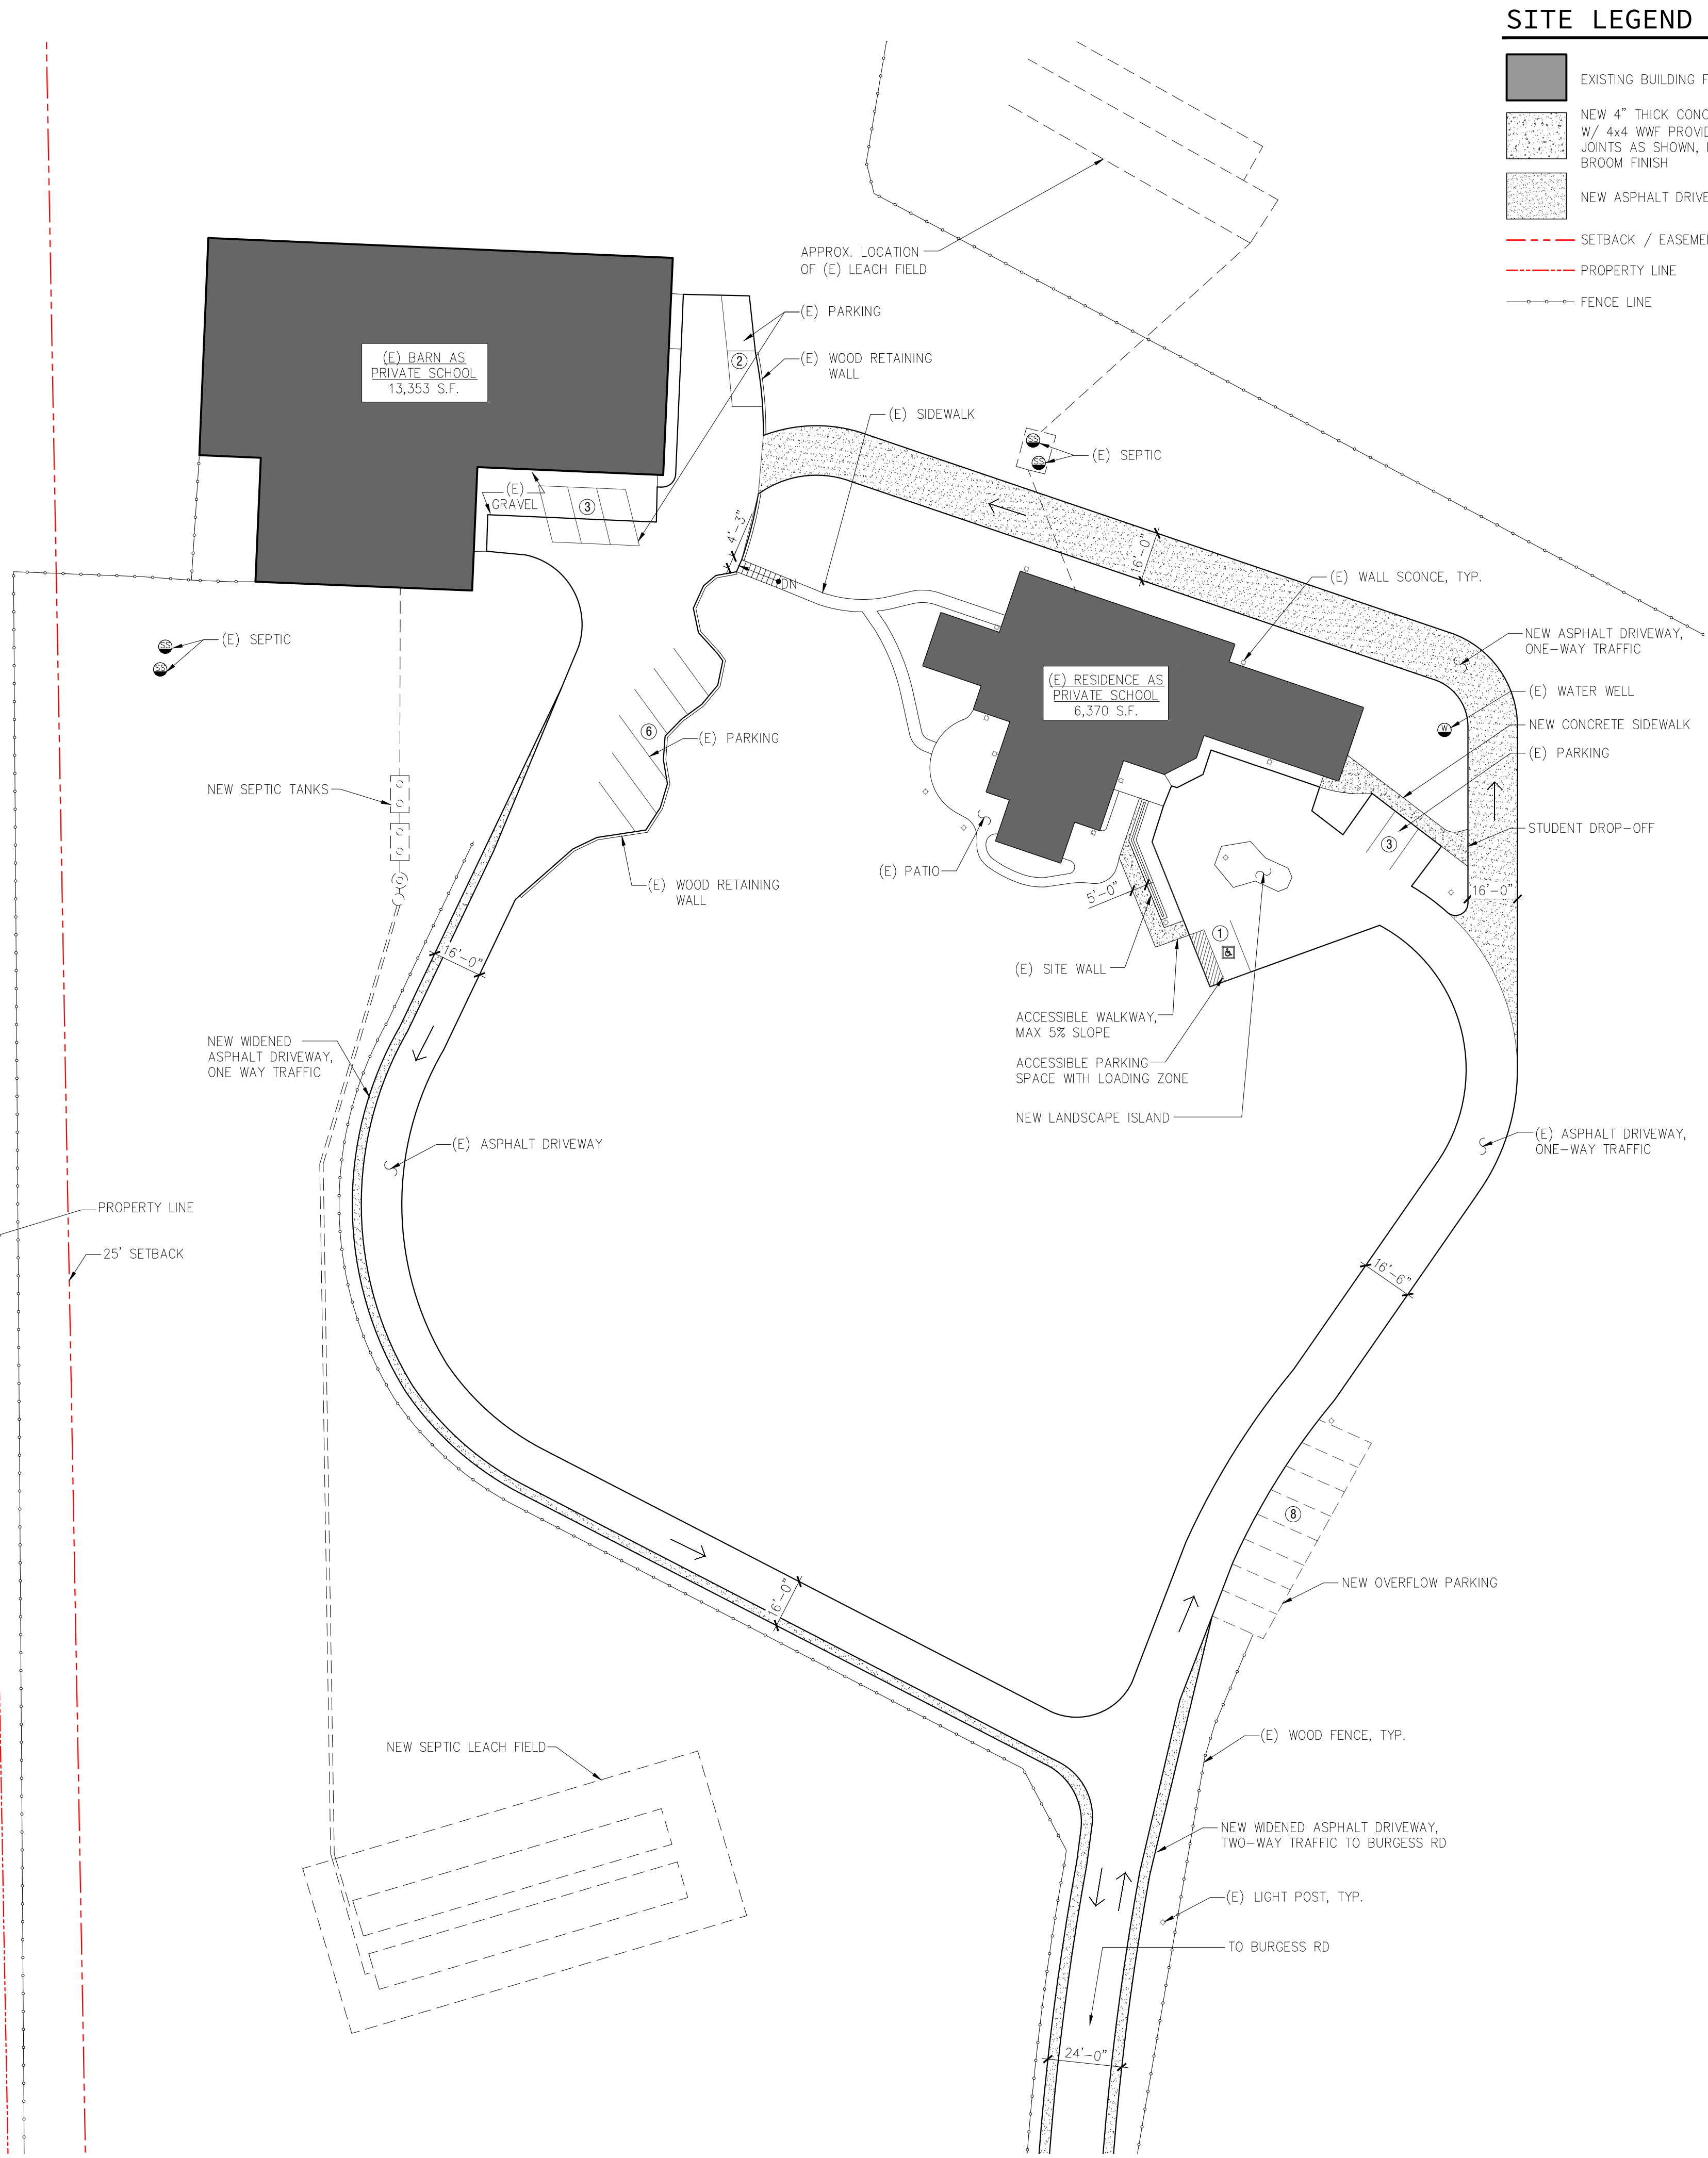 SITE LEGEND
EXISTING BUILDING
NEW 4" THICK
W/ 4x4 WWF
JOINTS AS SHOWN,
BROOM FINISH
NEW ASPHALT
SETBACK /
PROPERTY LINE
FENCE LINE
APPROX. LOCATION
OF (E) LEACH FIELD
(E) PARKING
(E) BARN AS
PRIVATE SCHOOL
13,353 S.F.
2
(E) WOOD RETAINING
WALL
(E) SIDEWALK
SS
SS
(E) SEPTIC
(E)
GRAVEL
3
4'-3"
16'-0"
DN
(E) WALL SCONCE, TYP.
SS
SS
(E) SEPTIC
NEW ASPHALT DRIVEWAY,
ONE-WAY TRAFFIC
(E) RESIDENCE AS
PRIVATE SCHOOL
6,370 S.F.
(E) WATER WELL
W
NEW CONCRETE SIDEWALK
(E) PARKING
6
(E) PARKING
NEW SEPTIC TANKS
STUDENT DROP-OFF
3
(E) PATIO
(E) WOOD RETAINING
WALL
5'-0"
16'-0"
1
16'-0"
(E) SITE WALL
ACCESSIBLE WALKWAY,
MAX 5% SLOPE
ACCESSIBLE PARKING
SPACE WITH LOADING ZONE
NEW LANDSCAPE ISLAND
NEW WIDENED
ASPHALT DRIVEWAY,
ONE WAY TRAFFIC
(E) ASPHALT DRIVEWAY
(E) ASPHALT DRIVEWAY,
ONE-WAY TRAFFIC
PROPERTY LINE
25' SETBACK
16'-6"
8
NEW OVERFLOW PARKING
16'-0"
NEW SEPTIC LEACH FIELD
(E) WOOD FENCE, TYP.
NEW WIDENED ASPHALT DRIVEWAY,
TWO-WAY TRAFFIC TO BURGESS RD
(E) LIGHT POST, TYP.
TO BURGESS RD
24'-0"